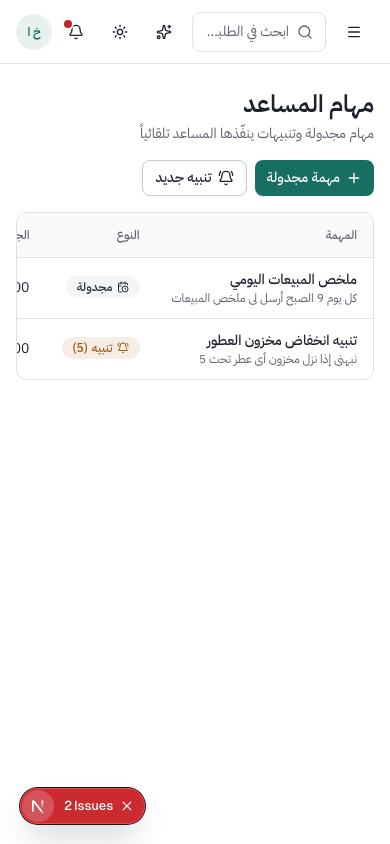 ابحث في الطلبـ...
خ ا
مهام المساعد
مهام مجدولة وتنبيهات ينفّذها المساعد تلقائياً
مهمة مجدولة
تنبيه جديد
المهمة
النوع
الجـ
ملخص المبيعات اليومي
كل يوم 9 الصبح أرسل لي ملخص المبيعات
مجدولة
00
تنبيه انخفاض مخزون العطور
نبهني إذا نزل مخزون أي عطر تحت 5
تنبيه (5)
00
2 Issues